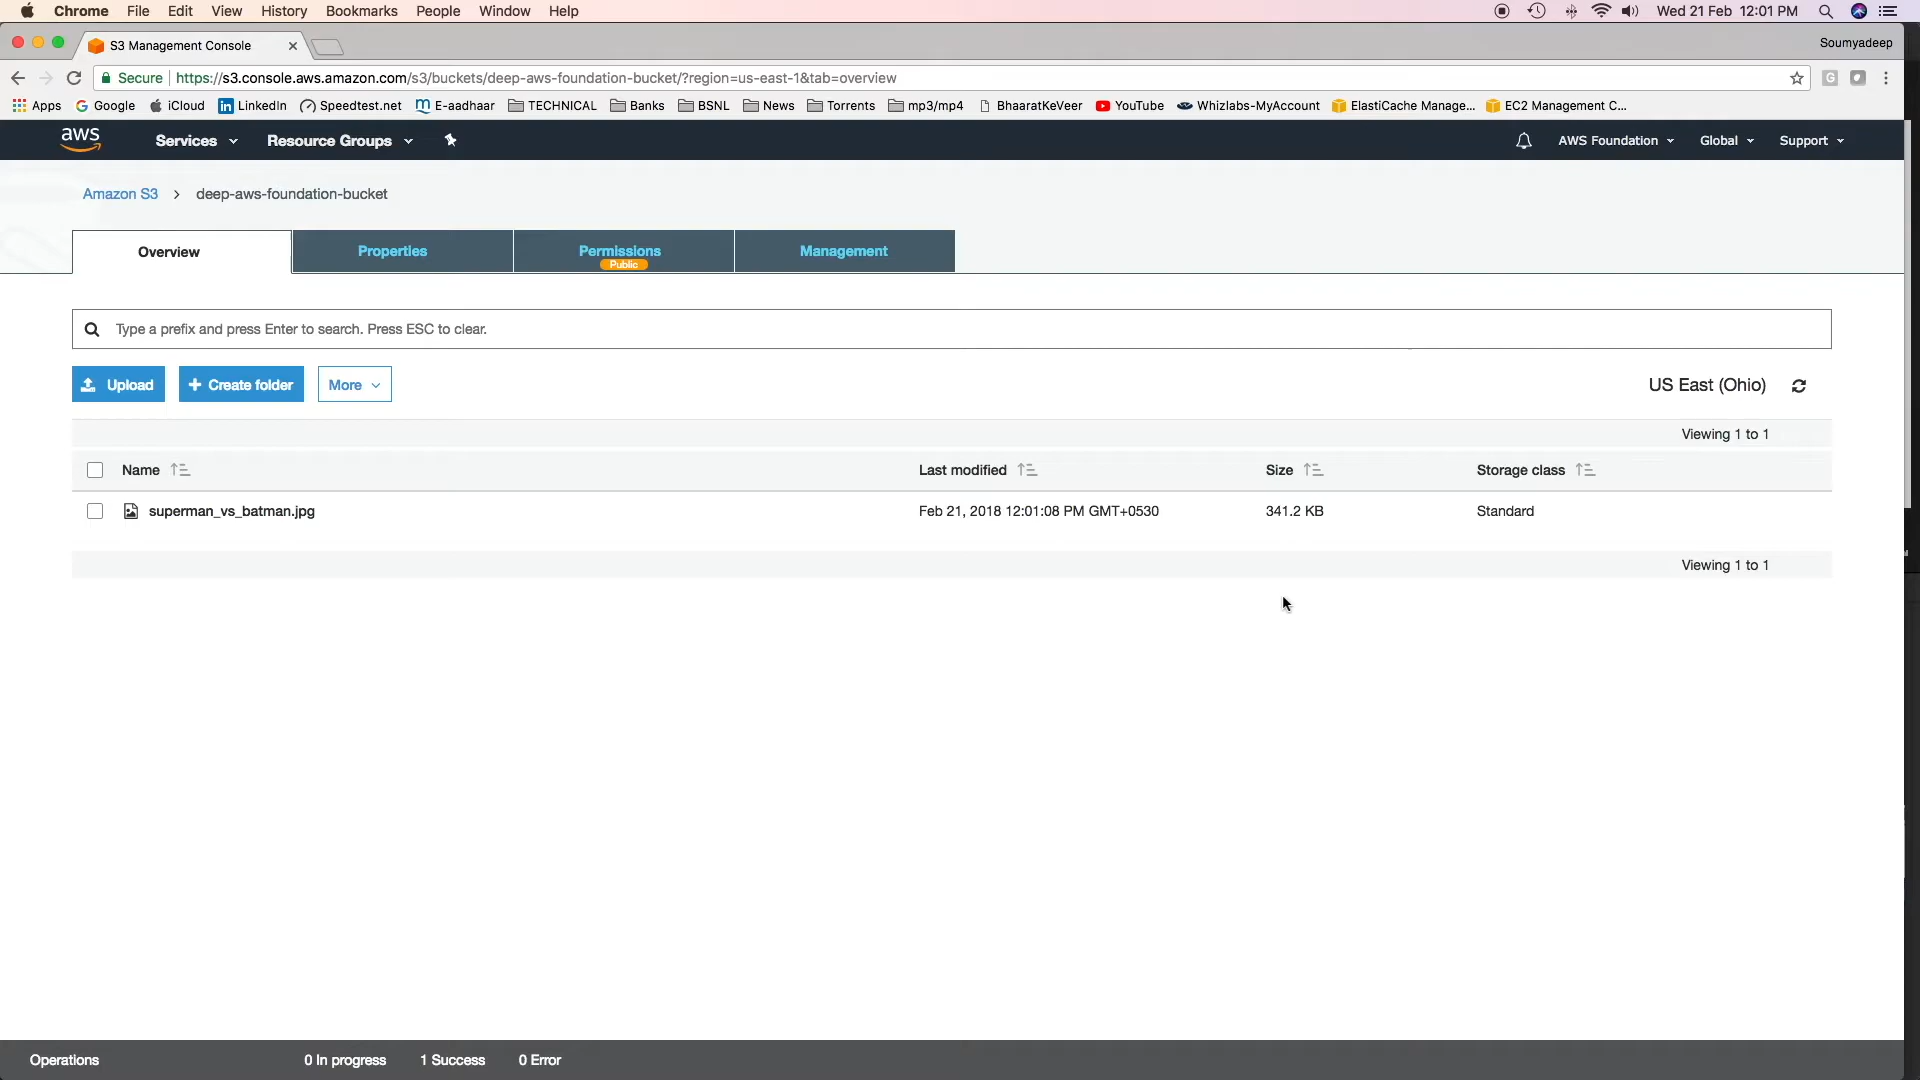 Chrome File Edit View History Bookmarks People Window Help Wed 21 Feb 12:01 PM
S3 Management Console Soumyadeep
Secure https://s3.console.aws.amazon.com/s3/buckets/deep-aws-foundation-bucket/?region=us-east-1&tab=overview
Apps Google iCloud LinkedIn Speedtest.net E-aadhaar TECHNICAL Banks BSNL News Torrents mp3/mp4 BhaaratKeVeer YouTube Whizlabs-MyAccount ElastiCache Manage... EC2 Management C...
aws Services Resource Groups AWS Foundation Global Support
Amazon S3 > deep-aws-foundation-bucket
Overview Properties Permissions Management
Public
Type a prefix and press Enter to search. Press ESC to clear.
Upload + Create folder More US East (Ohio)
Viewing 1 to 1
Name Last modified Size Storage class
superman_vs_batman.jpg Feb 21, 2018 12:01:08 PM GMT+0530 341.2 KB Standard
Viewing 1 to 1
Operations 0 In progress 1 Success 0 Error